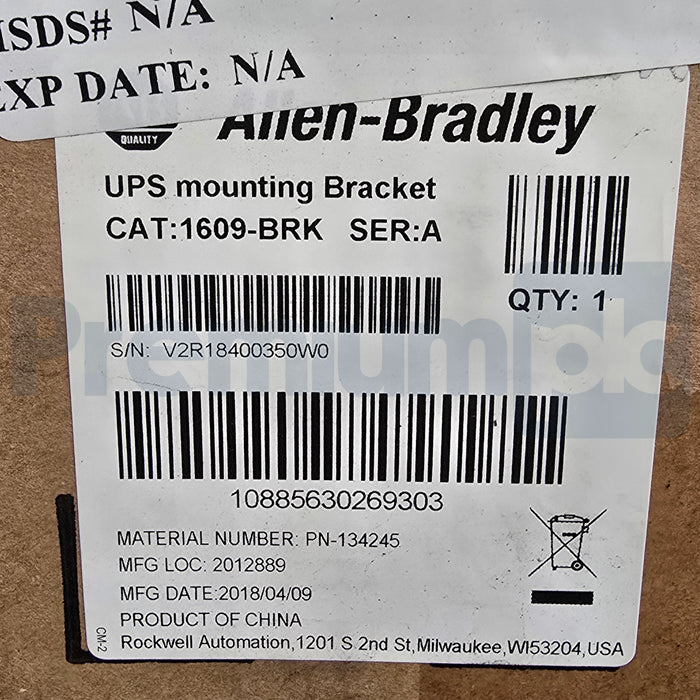 MSDS# N/A
EXP DATE: N/A
QUALITY
Allen-Bradley
UPS mounting Bracket
CAT:1609-BRK SER:A
QTY: 1
S/N: V2R18400350W0
Premiumplc
10885630269303
MATERIAL NUMBER: PN-134245
MFG LOC: 2012889
MFG DATE:2018/04/09
PRODUCT OF CHINA
Rockwell Automation,1201 S 2nd St,Milwaukee,WI53204,USA
CM-2